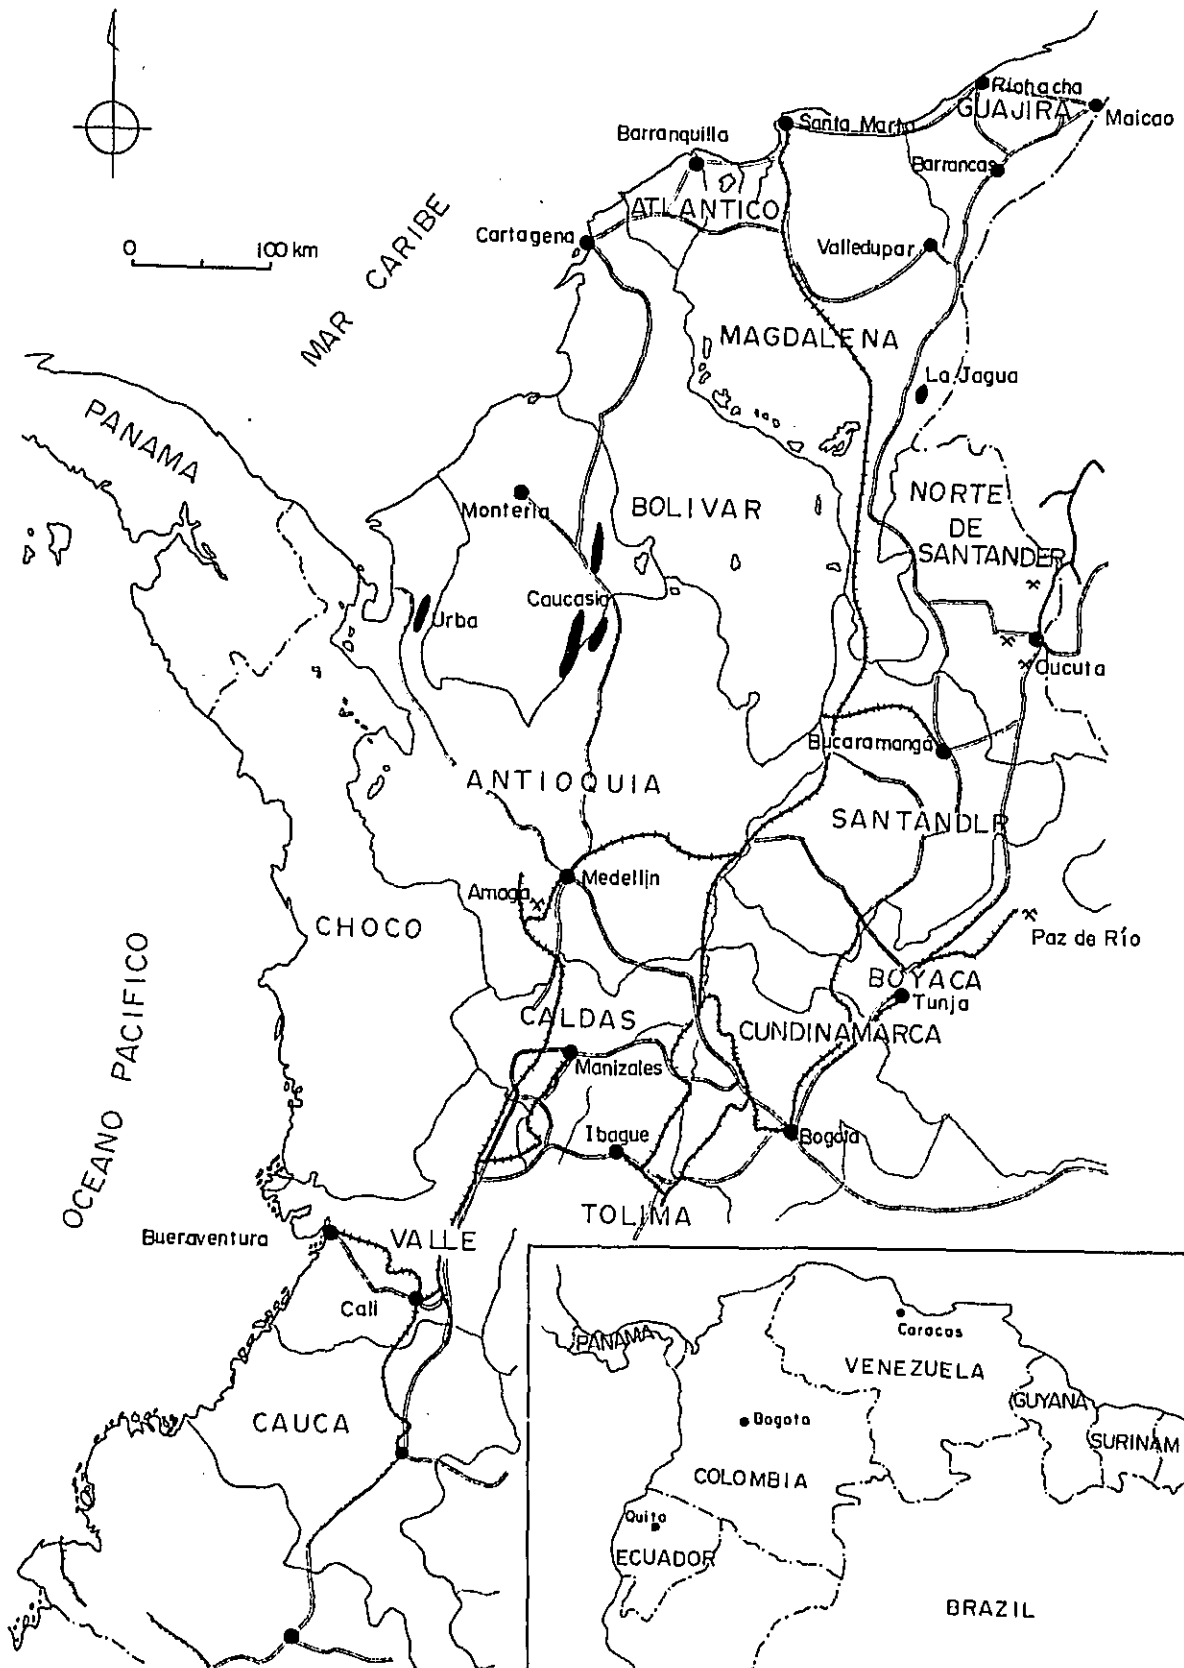 Riohacha
GUAJIRA
Maicao
Santa Marta
Barranquilla
Barrancas
ATLANTICO
Cartagena
Valledupar
0 100 km
MAR CARIBE
MAGDALENA
La Jagua
PANAMA
NORTE
DE
SANTANDER
Monteria
BOLIVAR
Caucasia
Urba
Cucuta
Bucaramanga
ANTIOQUIA
SANTANDLR
Medellin
Amaga
CHOCO
Paz de Río
BOYACA
Tunja
CALDAS
CUNDINAMARCA
Manizales
OCEANO PACIFICO
Ibague
Bogota
TOLIMA
Bueraventura
VALLE
Cali
CAUCA
Caracas
PANAMA
VENEZUELA
GUYANA
Bogota
SURINAM
COLOMBIA
Quito
ECUADOR
BRAZIL